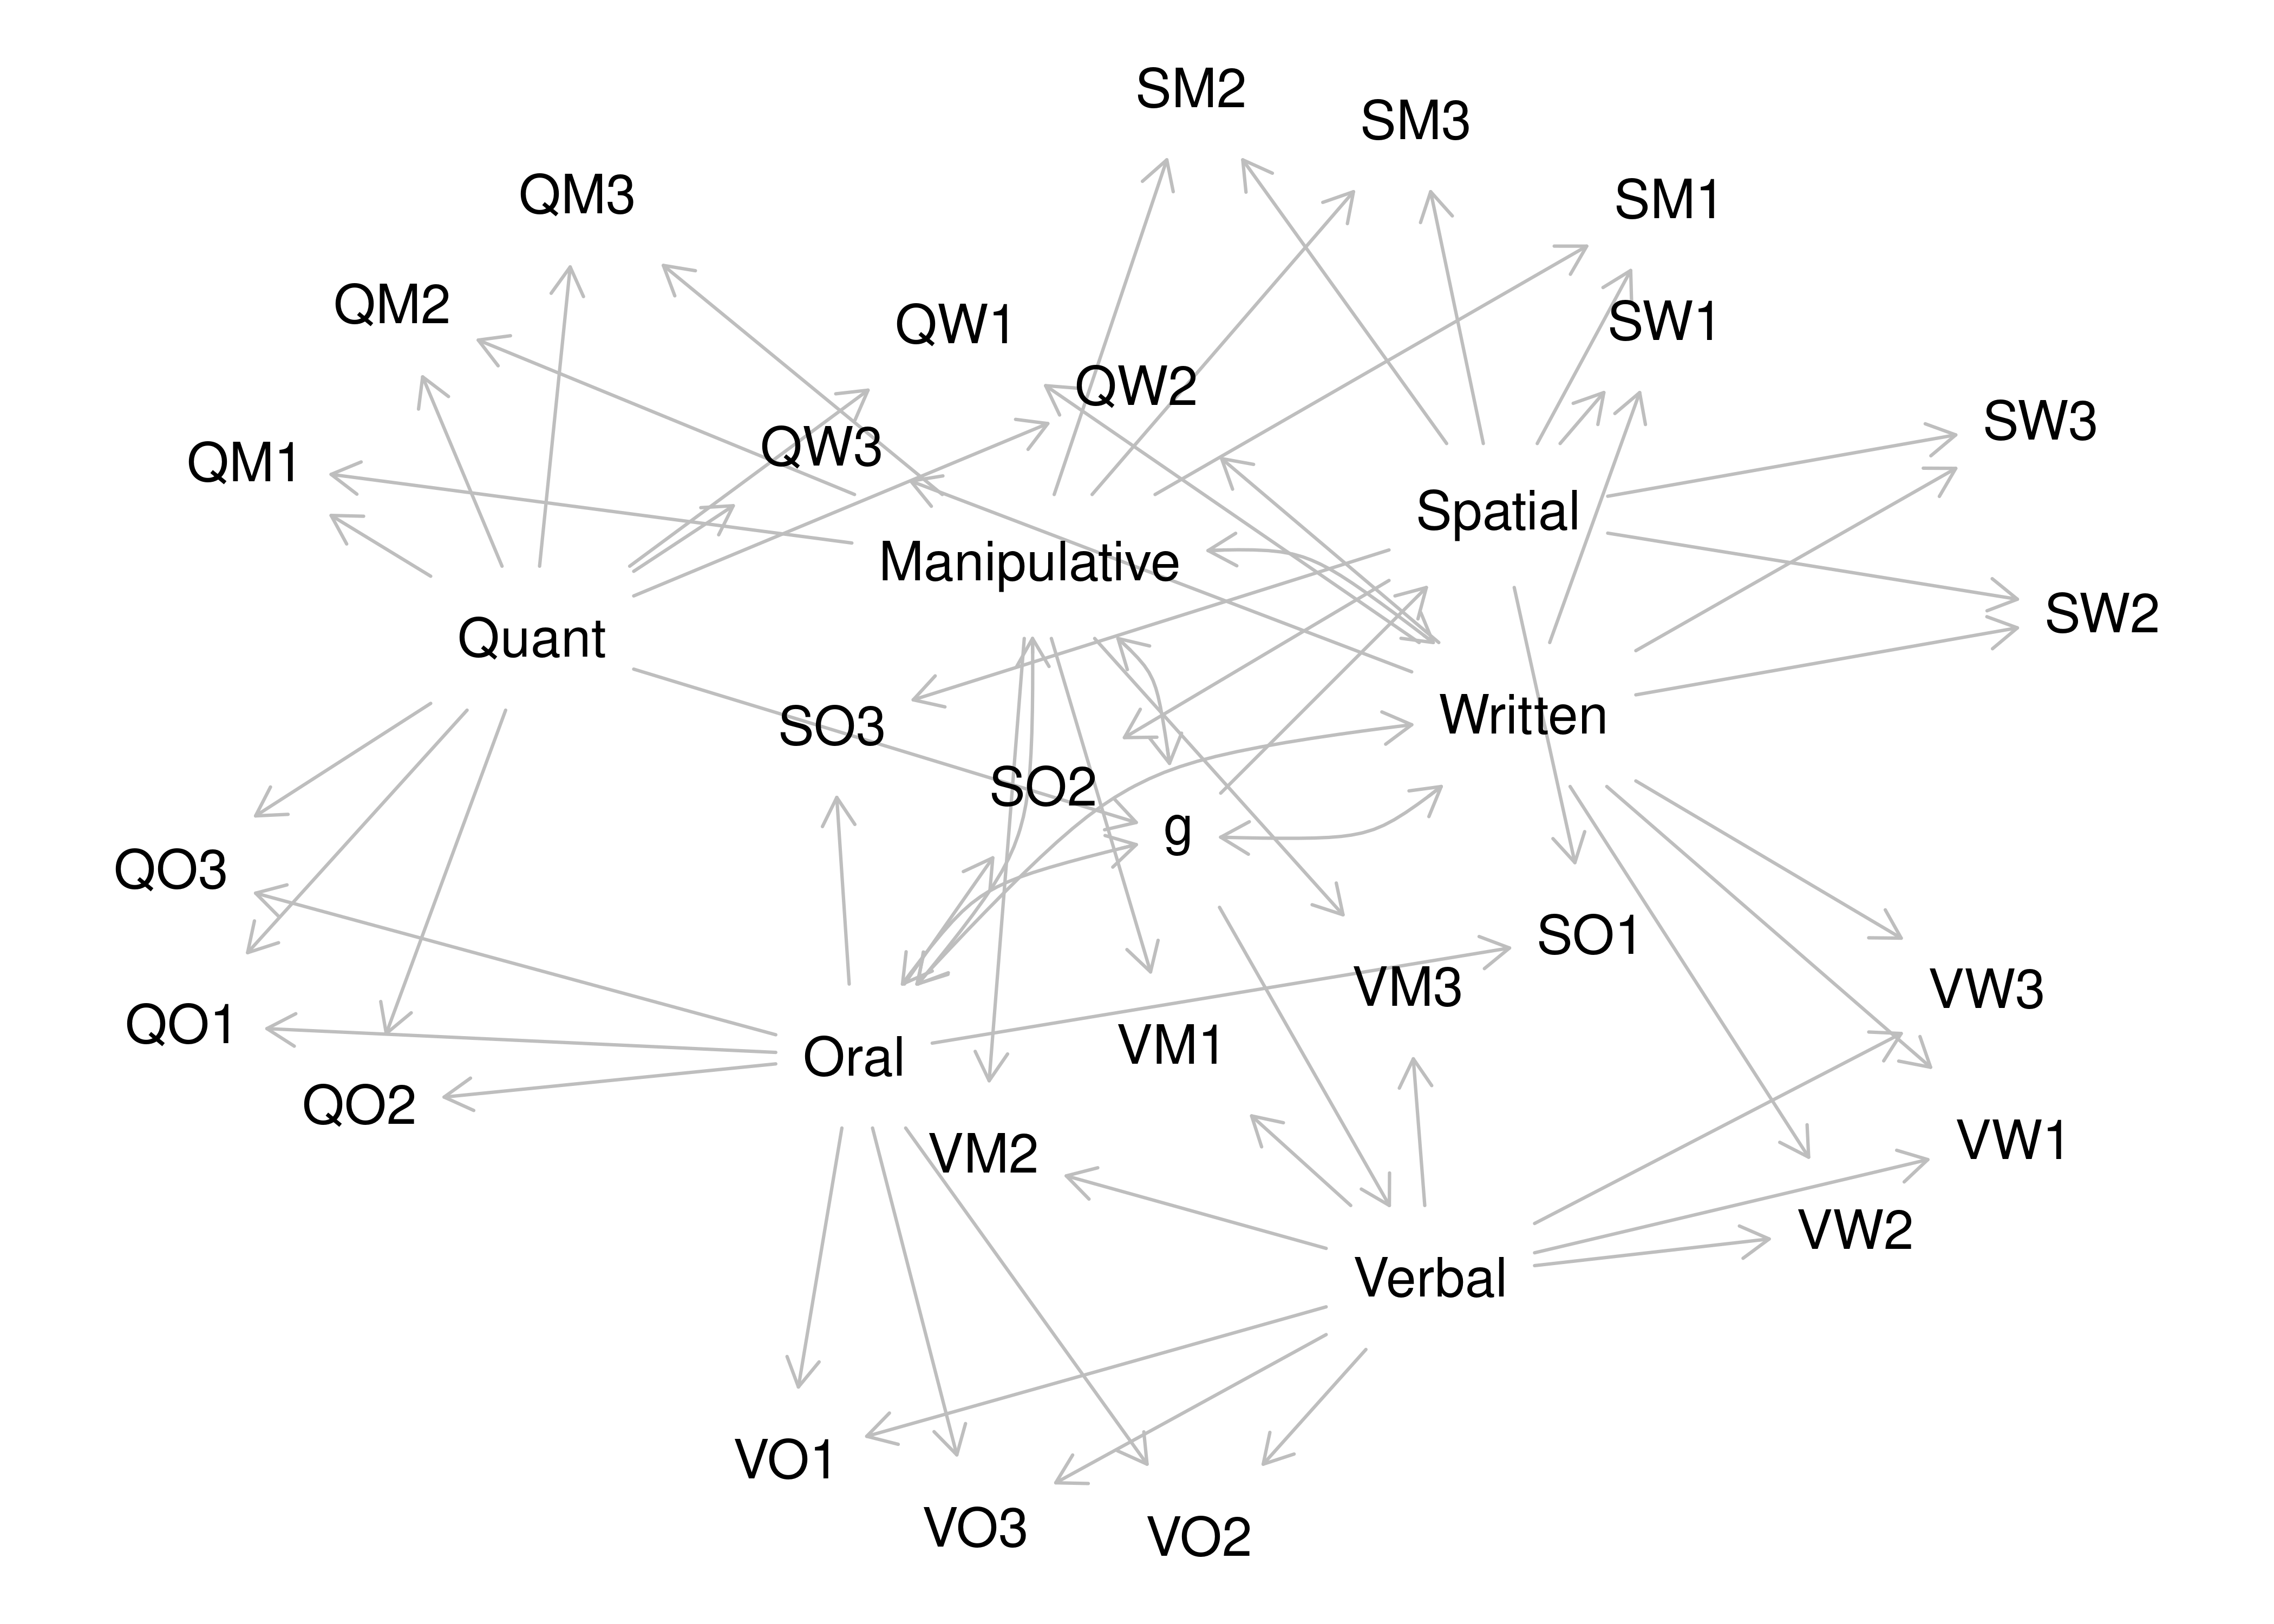 SM2
SM3
QM3
SM1
QM2
QW1
SW1
QW2
SW3
QW3
QM1
Spatial
Manipulative
SW2
Quant
Written
SO3
SO2
g
QO3
SO1
VM3
VW3
QO1
VM1
Oral
QO2
VW1
VM2
VW2
Verbal
VO1
VO3
VO2